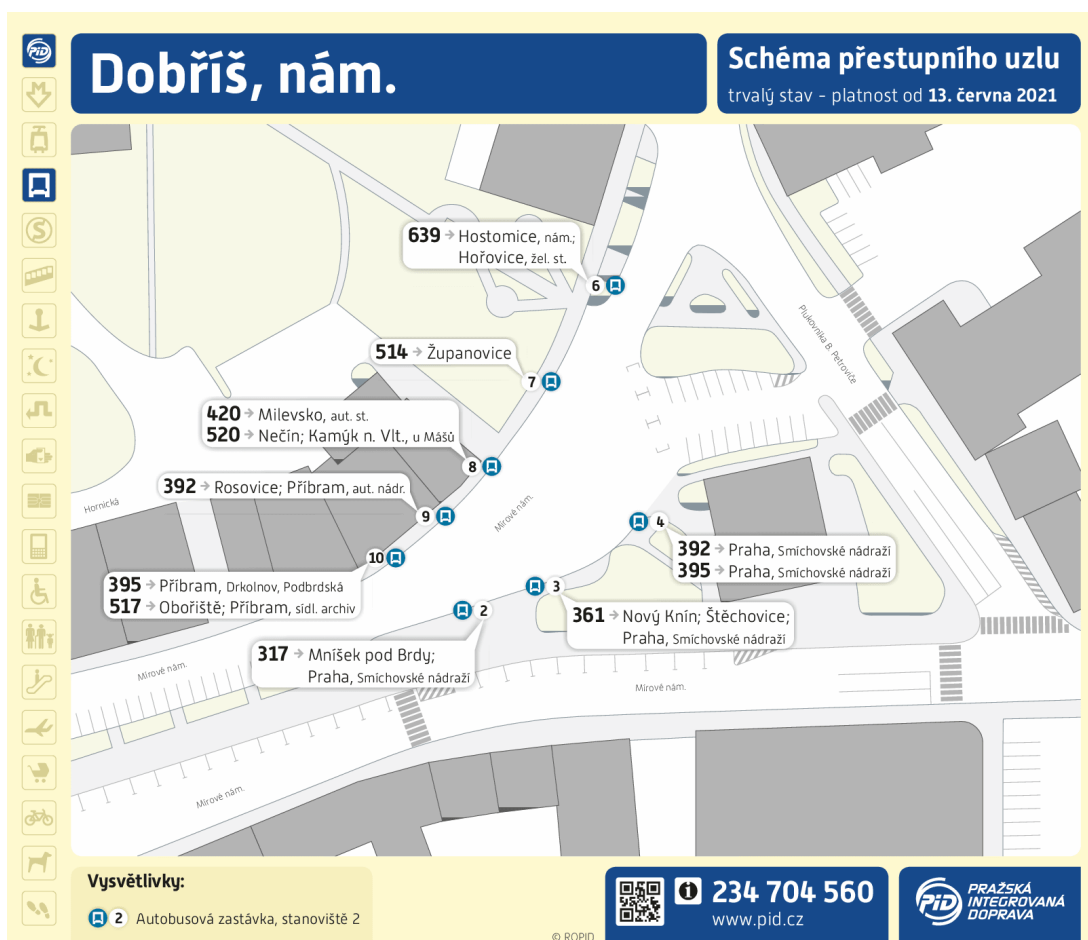 PID
Dobříš, nám.
Schéma přestupního uzlu
trvalý stav - platnost od 13. června 2021
M
S
639 → Hostomice, nám.;
Hořovice, žel. st.
6
Plukovníka B. Petroviče
514 → Županovice
7
420 → Milevsko, aut. st.
520 → Nečín; Kamýk n. Vlt., u Mášů
8
392 → Rosovice; Příbram, aut. nádr.
9
Hornická
Mírové nám.
4
392 → Praha, Smíchovské nádraží
395 → Praha, Smíchovské nádraží
10
395 → Příbram, Drkolnov, Podbrdská
517 → Obořiště; Příbram, sídl. archiv
3
361 → Nový Knín; Štěchovice;
Praha, Smíchovské nádraží
2
317 → Mníšek pod Brdy;
Praha, Smíchovské nádraží
Mírové nám.
Mírové nám.
Mírové nám.
Vysvětlivky:
2 Autobusová zastávka, stanoviště 2
© ROPID
234 704 560
www.pid.cz
PID
PRAŽSKÁ
INTEGROVANÁ
DOPRAVA